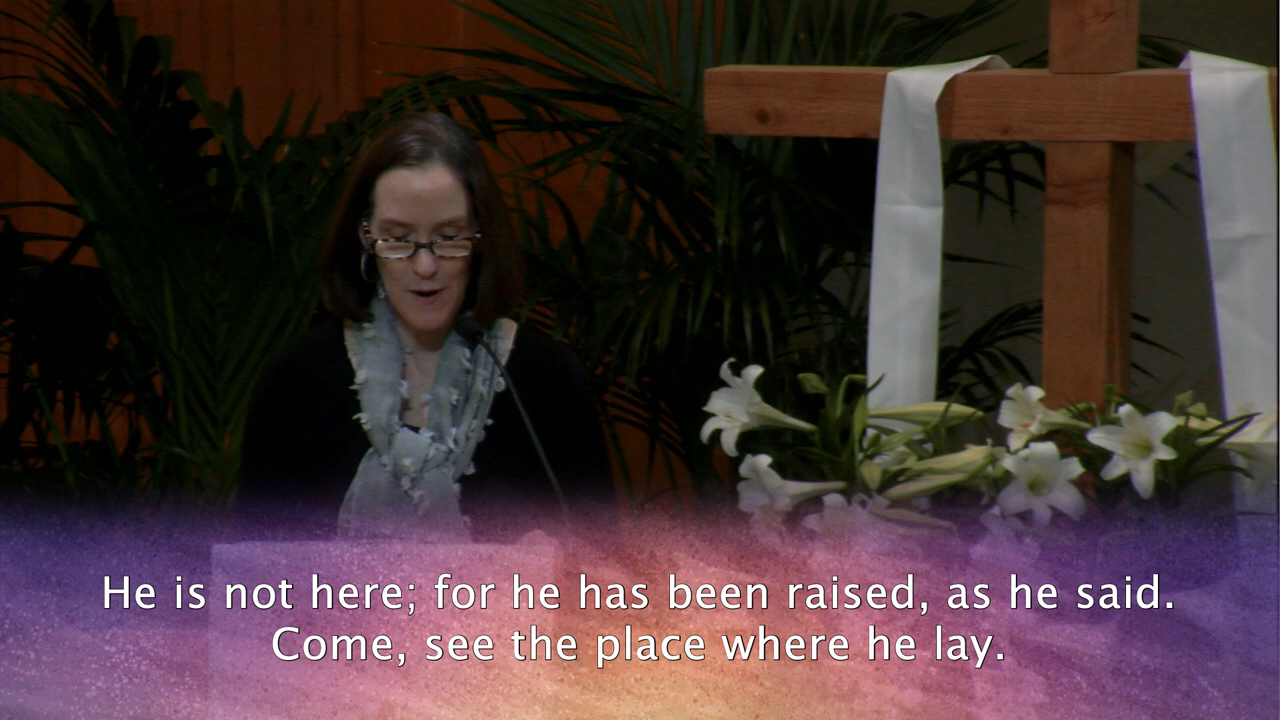 He is not here; for he has been raised, as he said.
Come, see the place where he lay.